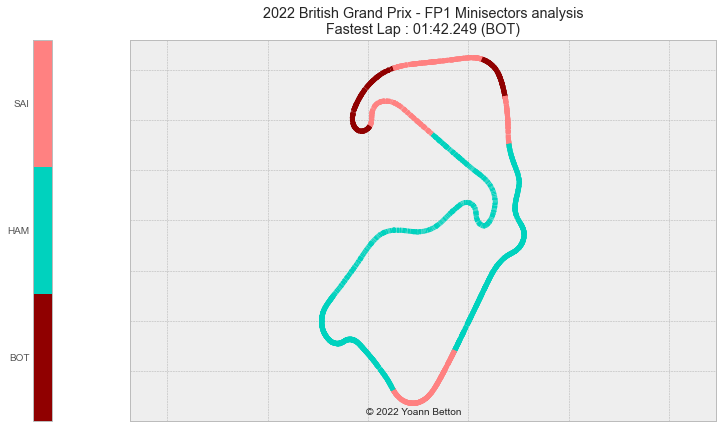 2022 British Grand Prix - FP1 Minisectors analysis
Fastest Lap : 01:42.249 (BOT)
SAI
HAM
BOT
© 2022 Yoann Betton